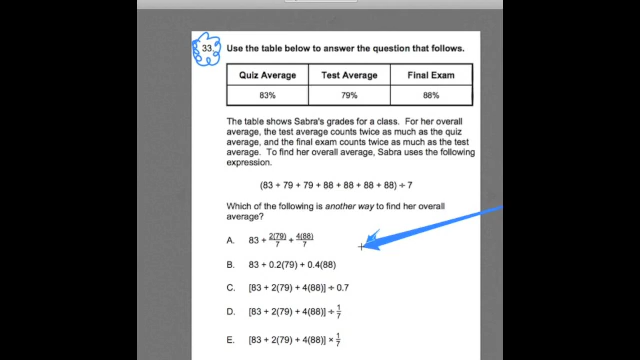 33. Use the table below to answer the question that follows.
Quiz Average Test Average Final Exam
83% 79% 88%
The table shows Sabra's grades for a class. For her overall
average, the test average counts twice as much as the quiz
average, and the final exam counts twice as much as the test
average. To find her overall average, Sabra uses the following
expression.
(83 + 79 + 79 + 88 + 88 + 88 + 88) ÷ 7
Which of the following is another way to find her overall
average?
A. 83 + 2(79)/7 + 4(88)/7
B. 83 + 0.2(79) + 0.4(88)
C. [83 + 2(79) + 4(88)] ÷ 0.7
D. [83 + 2(79) + 4(88)] ÷ 1/7
E. [83 + 2(79) + 4(88)] × 1/7